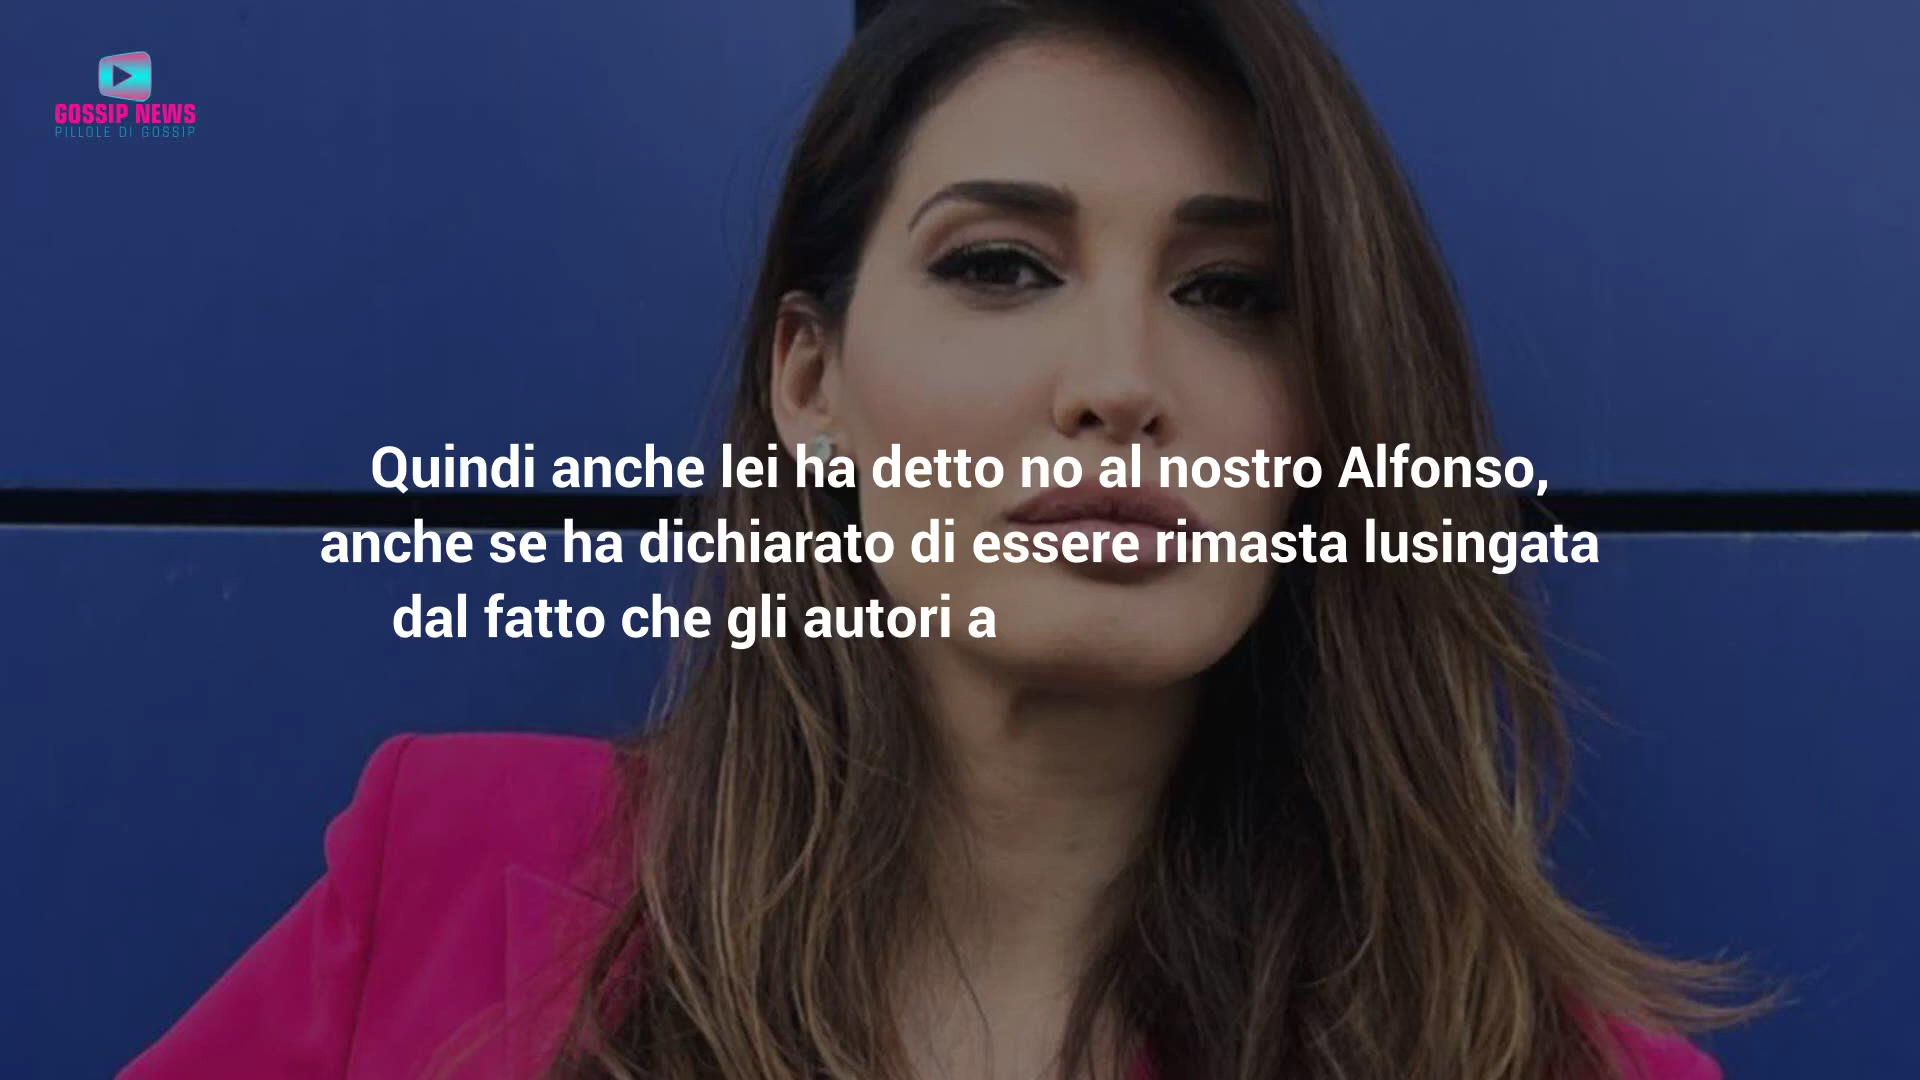 GOSSIP NEWS
PILLOLE DI GOSSIP
Quindi anche lei ha detto no al nostro Alfonso,
anche se ha dichiarato di essere rimasta lusingata
dal fatto che gli autori a